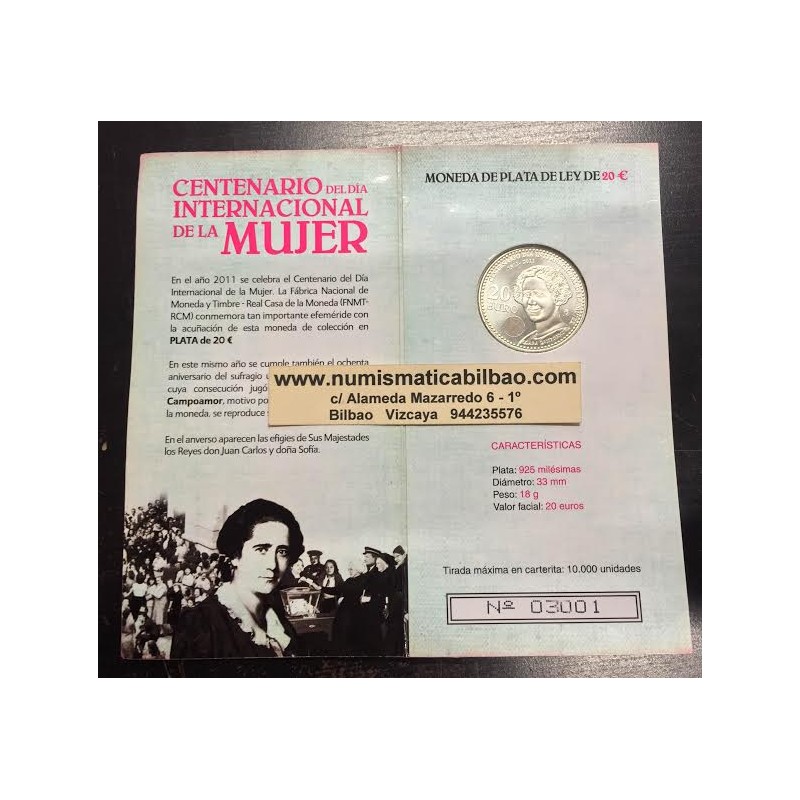 CENTENARIO DEL DÍA
INTERNACIONAL
DE LA MUJER
En el año 2011 se celebra el Centenario del Día
Internacional de la Mujer. La Fábrica Nacional de
Moneda y Timbre - Real Casa de la Moneda (FNMT-
RCM) conmemora tan importante efeméride con
la acuñación de esta moneda de colección en
PLATA de 20 €
En este mismo año se cumple también el ochenta
aniversario del sufragio
cuya consecución jugó
Campoamor, motivo
la moneda, se reproduce
En el anverso aparecen las efigies de Sus Majestades
los Reyes don Juan Carlos y doña Sofía.
MONEDA DE PLATA DE LEY DE 20 €
1911 - 2011
20
EURO
www.numismaticabilbao.com
c/ Alameda Mazarredo 6 - 1º
Bilbao Vizcaya 944235576
CARACTERÍSTICAS
Plata: 925 milésimas
Diámetro: 33 mm
Peso: 18 g
Valor facial: 20 euros
Tirada máxima en carterita: 10.000 unidades
Nº 03001